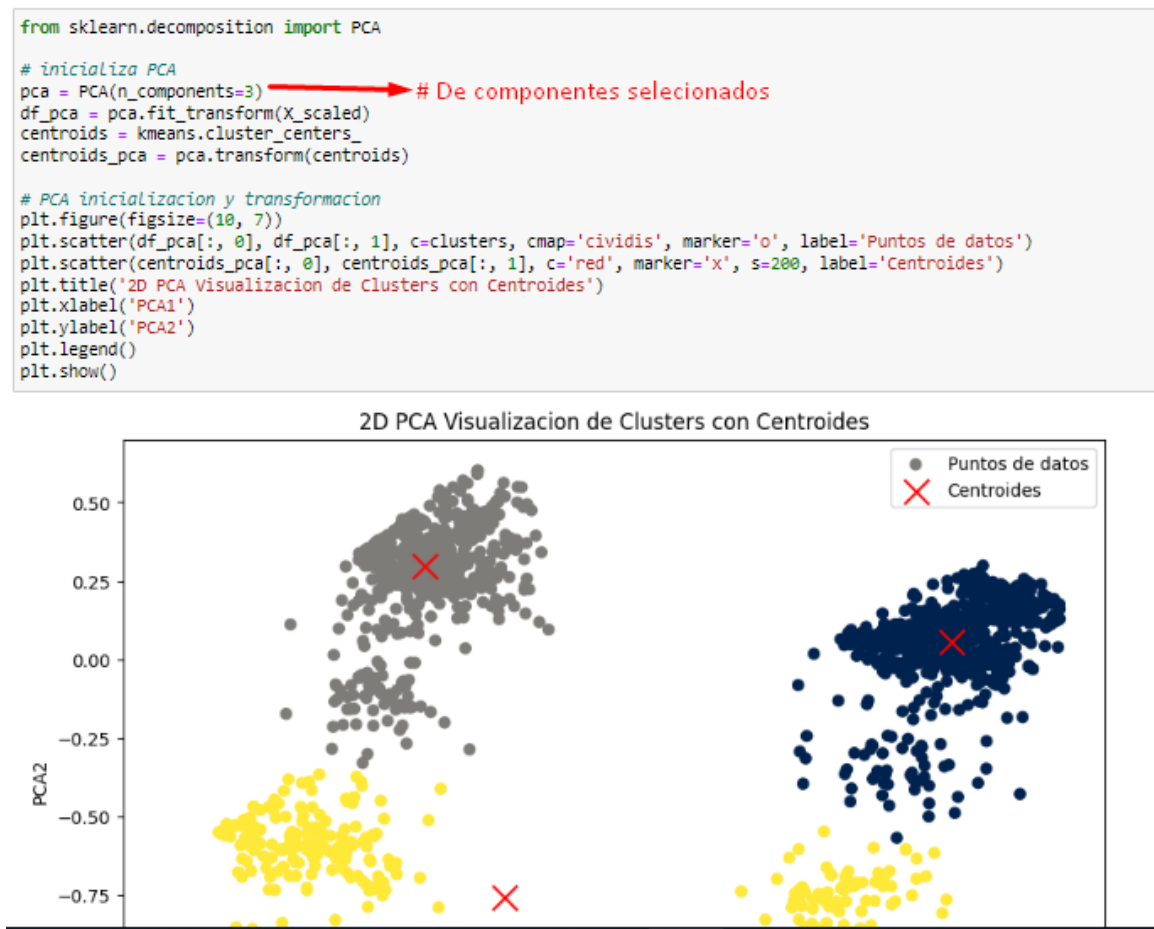 from sklearn.decomposition import PCA
# inicializa PCA
pca = PCA(n_components=3) # De componentes selecionados
df_pca = pca.fit_transform(X_scaled)
centroids = kmeans.cluster_centers_
centroids_pca = pca.transform(centroids)
# PCA inicializacion y transformacion
plt.figure(figsize=(10, 7))
plt.scatter(df_pca[:, 0], df_pca[:, 1], c=clusters, cmap='cividis', marker='o', label='Puntos de datos')
plt.scatter(centroids_pca[:, 0], centroids_pca[:, 1], c='red', marker='x', s=200, label='Centroides')
plt.title('2D PCA Visualizacion de Clusters con Centroides')
plt.xlabel('PCA1')
plt.ylabel('PCA2')
plt.legend()
plt.show()
2D PCA Visualizacion de Clusters con Centroides
Puntos de datos
Centroides
0.50
0.25
0.00
−0.25
−0.50
−0.75
PCA2